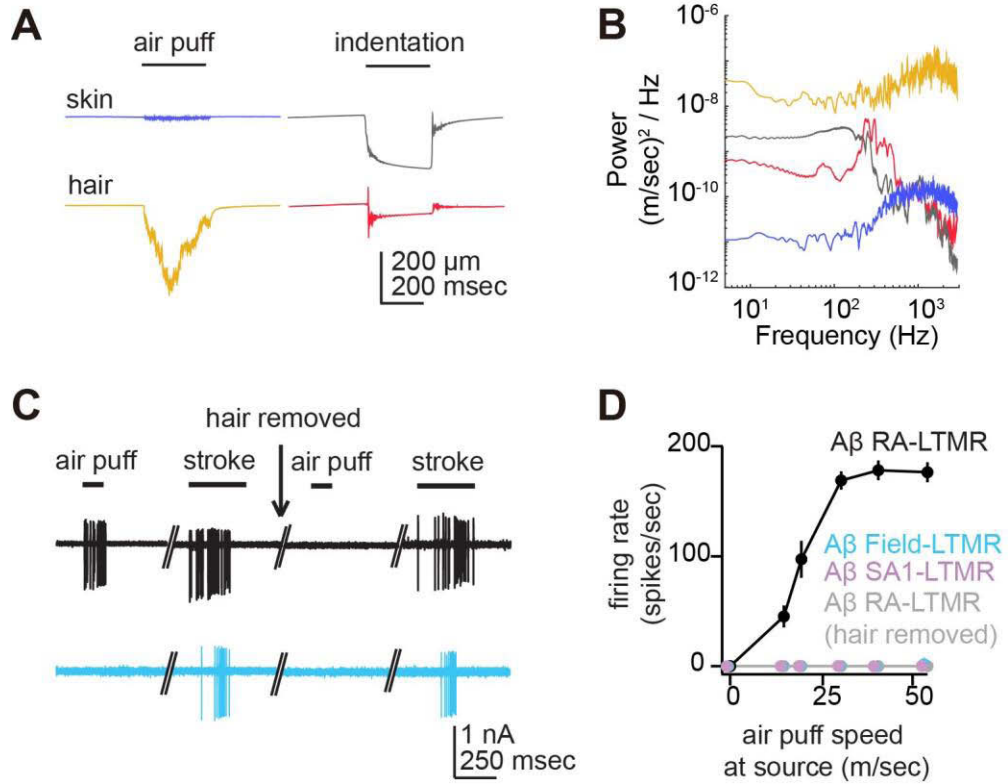 A
air puff
indentation
skin
hair
200 µm
200 msec
B
10⁻⁶
10⁻⁸
10⁻¹⁰
10⁻¹²
Power
(m/sec)² / Hz
10¹
10²
10³
Frequency (Hz)
C
hair removed
air puff
stroke
air puff
stroke
1 nA
250 msec
D
200
100
0
firing rate
(spikes/sec)
Aβ RA-LTMR
Aβ Field-LTMR
Aβ SA1-LTMR
Aβ RA-LTMR
(hair removed)
0
25
50
air puff speed
at source (m/sec)